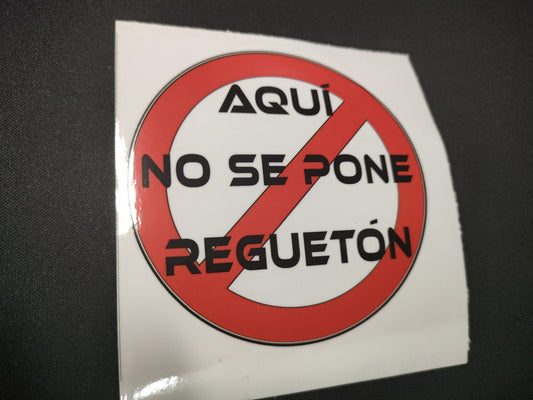 AQUÍ
NO SE PONE
REGUETÓN